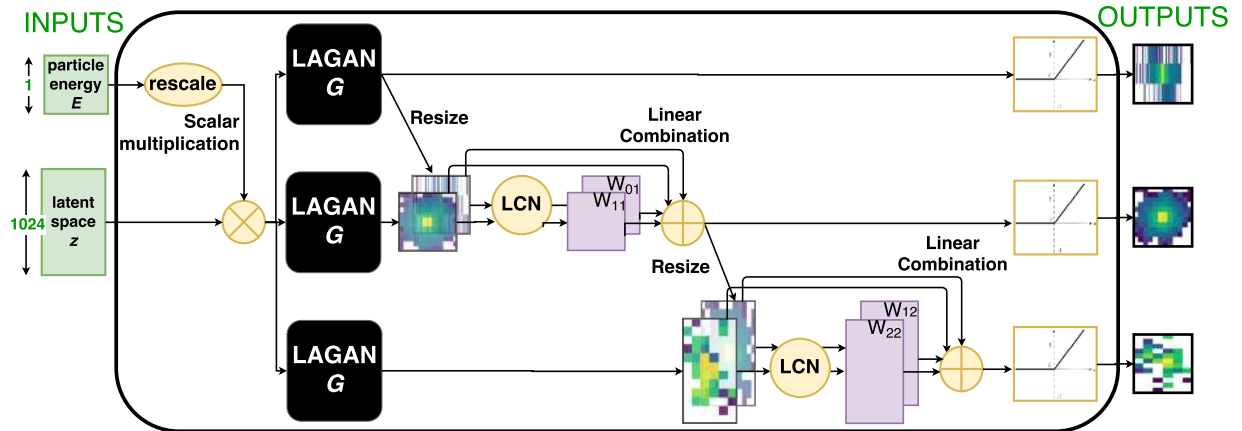 INPUTS
OUTPUTS
particle
energy
E
1
rescale
Scalar
multiplication
LAGAN
G
Resize
Linear
Combination
latent
space
z
1024
LAGAN
G
LCN
W01
W11
Resize
Linear
Combination
LAGAN
G
LCN
W12
W22